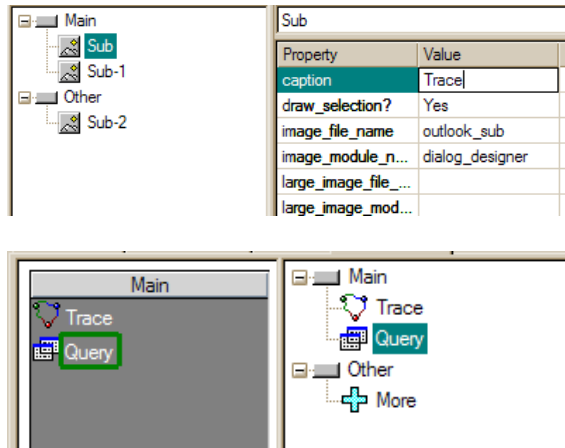 Main
Sub
Sub-1
Other
Sub-2
Sub
Property Value
caption Trace
draw_selection? Yes
image_file_name outlook_sub
image_module_n... dialog_designer
large_image_file_...
large_image_mod...
Main
Trace
Query
Main
Trace
Query
Other
More